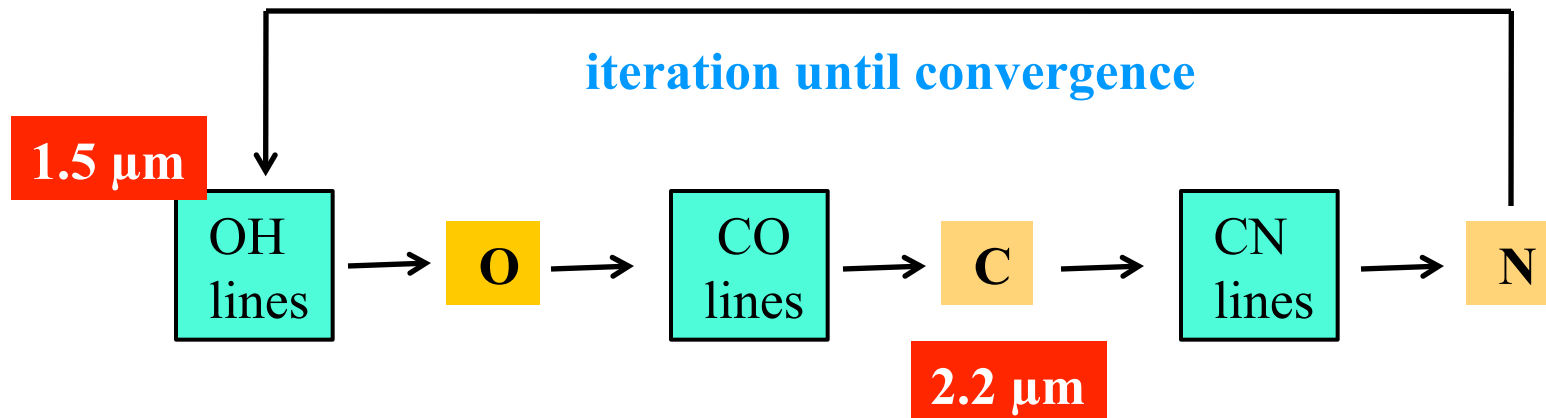 iteration until convergence
1.5 µm
OH
lines
O
CO
lines
C
CN
lines
N
2.2 µm